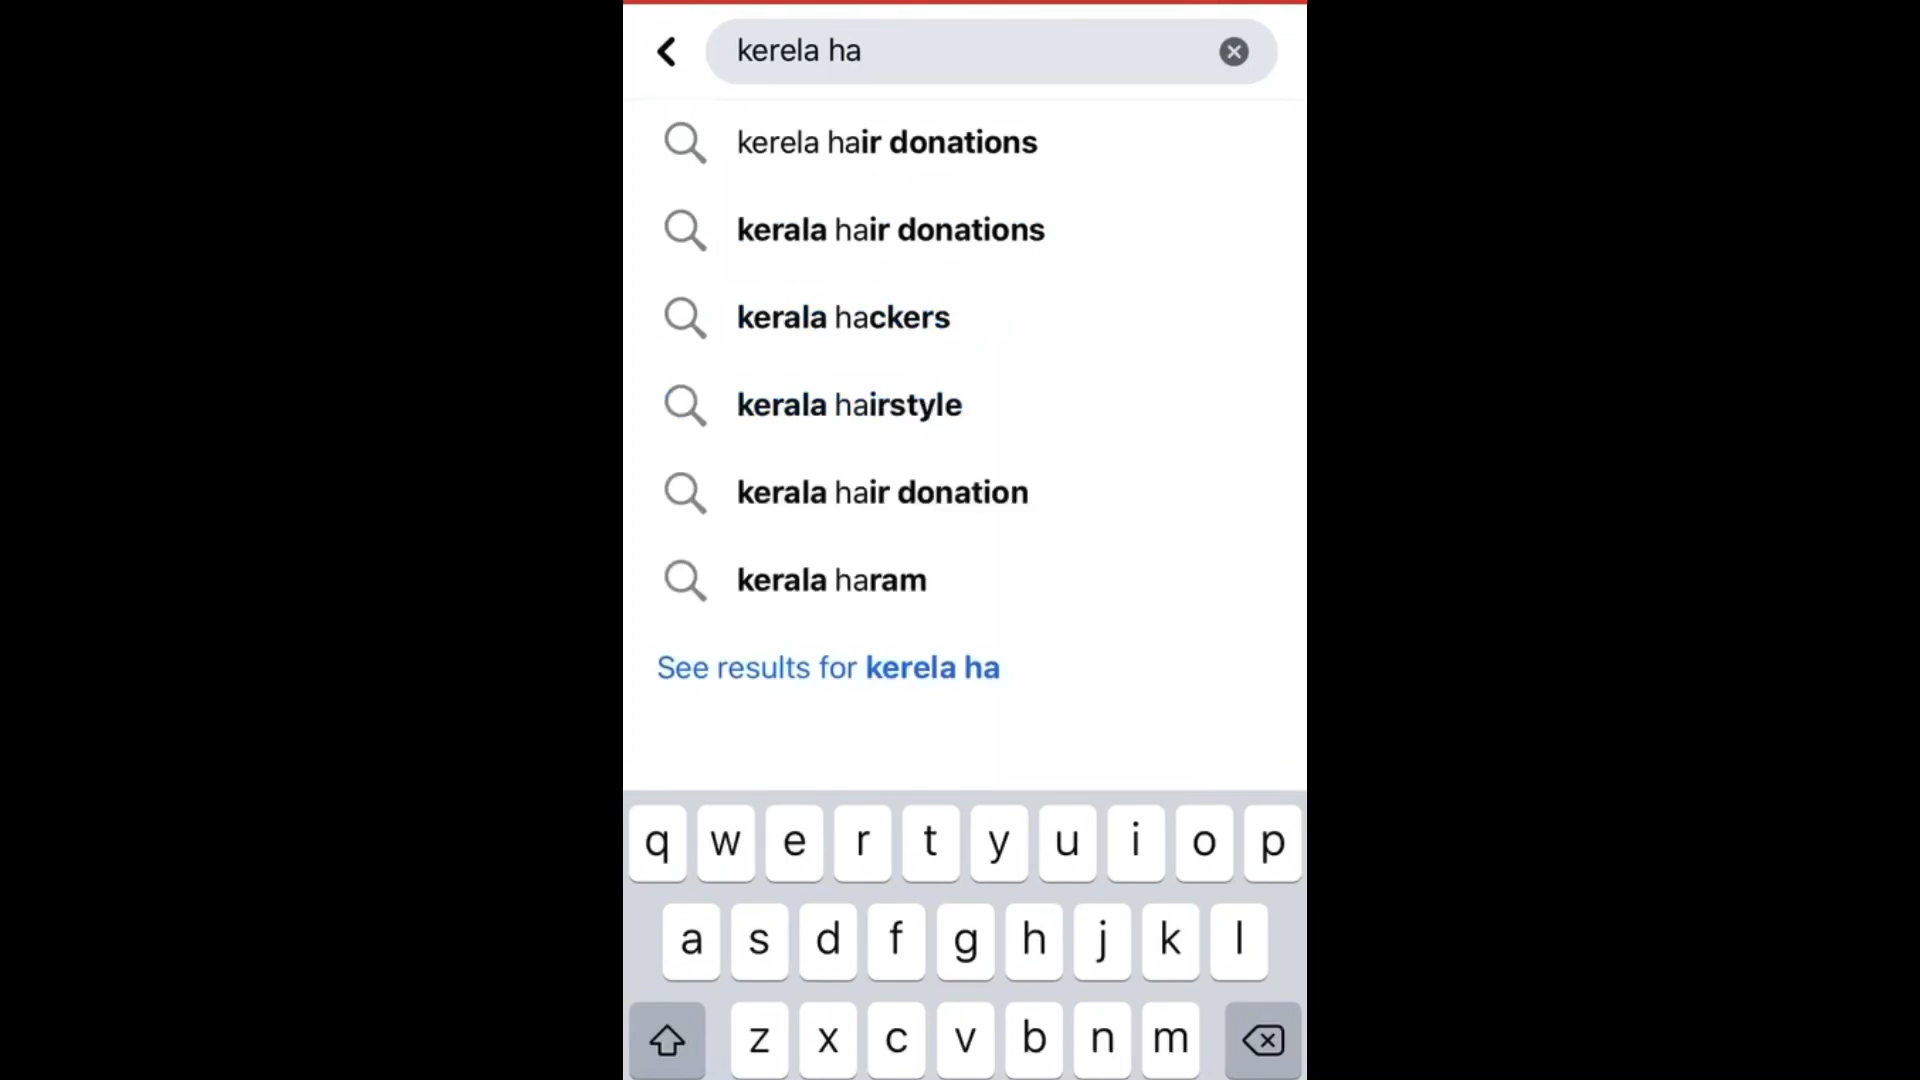 kerela ha
kerela hair donations
kerala hair donations
kerala hackers
kerala hairstyle
kerala hair donation
kerala haram
See results for kerela ha
q w e r t y u i o p
a s d f g h j k l
z x c v b n m